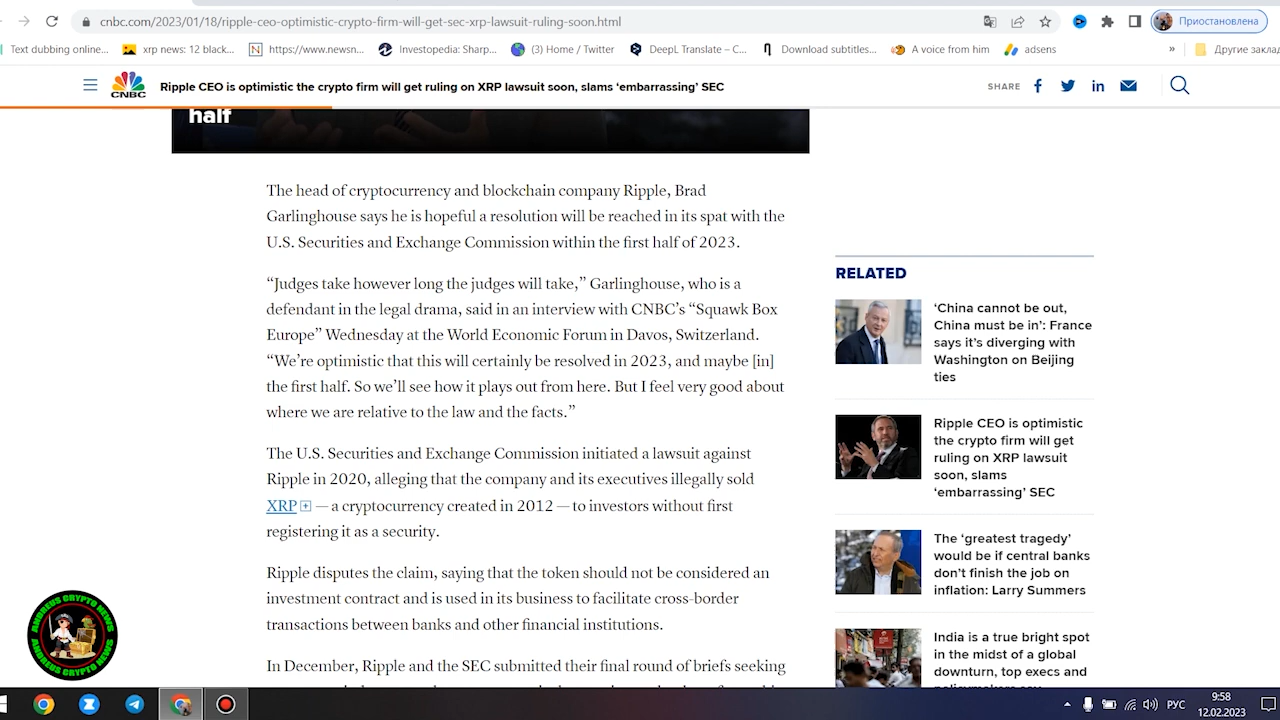 cnbc.com/2023/01/18/ripple-ceo-optimistic-crypto-firm-will-get-sec-xrp-lawsuit-ruling-soon.html
Приостановлена
Text dubbing online...
xrp news: 12 black...
https://www.newsn...
Investopedia: Sharp...
(3) Home / Twitter
DeepL Translate – C...
Download subtitles...
A voice from him
adsens
»
Другие закла
CNBC
Ripple CEO is optimistic the crypto firm will get ruling on XRP lawsuit soon, slams ‘embarrassing’ SEC
SHARE
half
The head of cryptocurrency and blockchain company Ripple, Brad
Garlinghouse says he is hopeful a resolution will be reached in its spat with the
U.S. Securities and Exchange Commission within the first half of 2023.
“Judges take however long the judges will take,” Garlinghouse, who is a
defendant in the legal drama, said in an interview with CNBC’s “Squawk Box
Europe” Wednesday at the World Economic Forum in Davos, Switzerland.
“We’re optimistic that this will certainly be resolved in 2023, and maybe [in]
the first half. So we’ll see how it plays out from here. But I feel very good about
where we are relative to the law and the facts.”
The U.S. Securities and Exchange Commission initiated a lawsuit against
Ripple in 2020, alleging that the company and its executives illegally sold
XRP — a cryptocurrency created in 2012 — to investors without first
registering it as a security.
Ripple disputes the claim, saying that the token should not be considered an
investment contract and is used in its business to facilitate cross-border
transactions between banks and other financial institutions.
In December, Ripple and the SEC submitted their final round of briefs seeking
RELATED
‘China cannot be out,
China must be in’: France
says it’s diverging with
Washington on Beijing
ties
Ripple CEO is optimistic
the crypto firm will get
ruling on XRP lawsuit
soon, slams
‘embarrassing’ SEC
The ‘greatest tragedy’
would be if central banks
don’t finish the job on
inflation: Larry Summers
India is a true bright spot
in the midst of a global
downturn, top execs and
ANDREUS CRYPTO NEWS
ANDREUS CRYPTO NEWS
РУС
9:58
12.02.2023